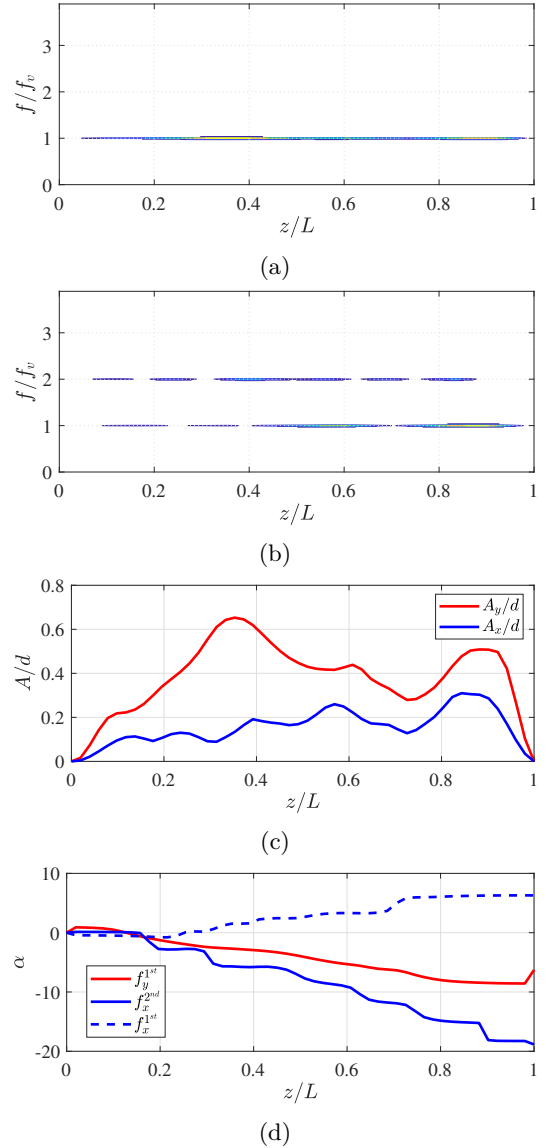 3
2
1
0
f/f_v
0 0.2 0.4 0.6 0.8 1
z/L
(a)
3
2
1
0
f/f_v
0 0.2 0.4 0.6 0.8 1
z/L
(b)
0.8
0.6
0.4
0.2
0
A/d
A_y/d
A_x/d
0 0.2 0.4 0.6 0.8 1
z/L
(c)
10
0
-10
-20
α
f_y^{1st}
f_x^{2nd}
f_x^{1st}
0 0.2 0.4 0.6 0.8 1
z/L
(d)